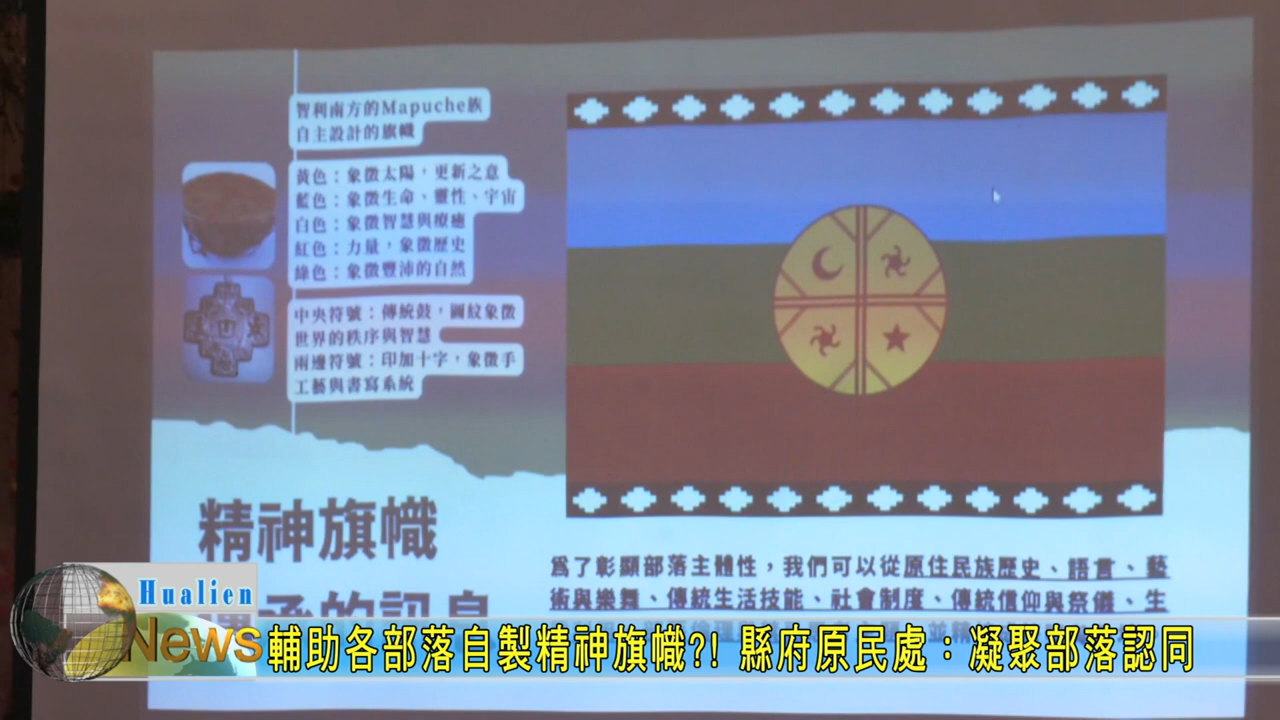 智利南方的Mapuche族
自主設計的旗幟
黃色：象徵太陽，更新之意
藍色：象徵生命、靈性、宇宙
白色：象徵智慧與療癒
紅色：力量，象徵歷史
綠色：象徵豐沛的自然
中央符號：傳統鼓，圖紋象徵
世界的秩序與智慧
兩邊符號：印加十字，象徵手
工藝與書寫系統
精神旗幟
的訊息
為了彰顯部落主體性，我們可以從原住民族歷史、語言、藝
術與樂舞、傳統生活技能、社會制度、傳統信仰與祭儀、生
Hualien
News
輔助各部落自製精神旗幟?! 縣府原民處：凝聚部落認同